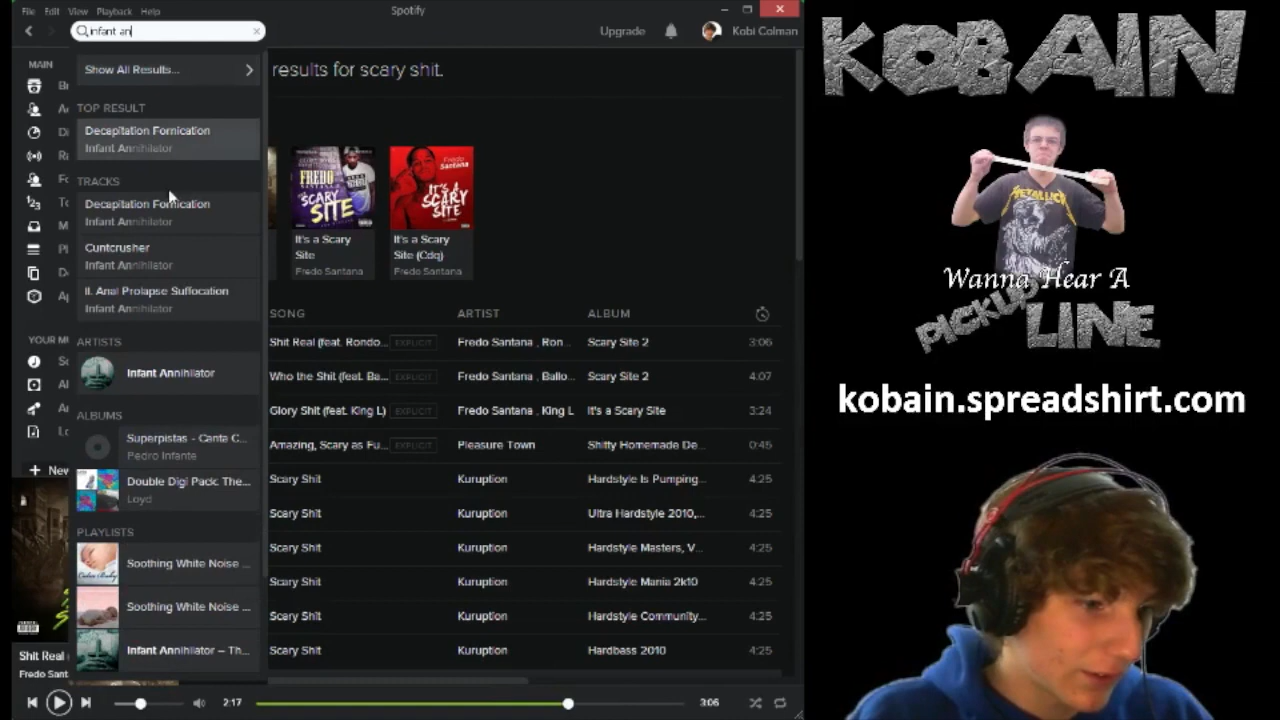 File Edit View Playback Help
Spotify
infant an
Upgrade
Kobi Colman
MAIN
Show All Results...
results for scary shit.
TOP RESULT
Decapitation Fornication
Infant Annihilator
TRACKS
Decapitation Fornication
Infant Annihilator
Cuntcrusher
Infant Annihilator
II. Anal Prolapse Suffocation
Infant Annihilator
ARTISTS
Infant Annihilator
ALBUMS
Superpistas - Canta C...
Pedro Infante
Double Digi Pack: The...
Loyd
PLAYLISTS
Soothing White Noise ...
Soothing White Noise ...
Infant Annihilator – Th...
YOUR M
New
It's a Scary
Site
Fredo Santana
It's a Scary
Site (Cdq)
Fredo Santana
SONG ARTIST ALBUM
Shit Real (feat. Rondo... EXPLICIT Fredo Santana , Ron... Scary Site 2 3:06
Who the Shit (feat. Ba... EXPLICIT Fredo Santana , Ballo... Scary Site 2 4:07
Glory Shit (feat. King L) EXPLICIT Fredo Santana , King L It's a Scary Site 3:24
Amazing, Scary as Fu... EXPLICIT Pleasure Town Shitty Homemade De... 0:45
Scary Shit Kuruption Hardstyle Is Pumping... 4:25
Scary Shit Kuruption Ultra Hardstyle 2010,... 4:25
Scary Shit Kuruption Hardstyle Masters, V... 4:25
Scary Shit Kuruption Hardstyle Mania 2k10 4:25
Scary Shit Kuruption Hardstyle Community... 4:25
Scary Shit Kuruption Hardbass 2010 4:25
Shit Real
Fredo Sant
2:17
3:06
KOBAIN
METALLICA
Wanna Hear A
PICKUP
LINE
kobain.spreadshirt.com